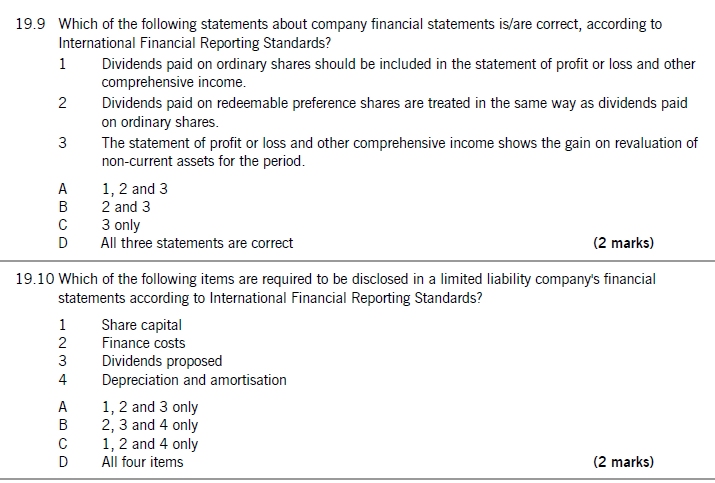 19.9 Which of the following statements about company financial statements is/are correct, according to
International Financial Reporting Standards?
1 Dividends paid on ordinary shares should be included in the statement of profit or loss and other
comprehensive income.
2 Dividends paid on redeemable preference shares are treated in the same way as dividends paid
on ordinary shares.
3 The statement of profit or loss and other comprehensive income shows the gain on revaluation of
non-current assets for the period.
A 1, 2 and 3
B 2 and 3
C 3 only
D All three statements are correct (2 marks)
19.10 Which of the following items are required to be disclosed in a limited liability company's financial
statements according to International Financial Reporting Standards?
1 Share capital
2 Finance costs
3 Dividends proposed
4 Depreciation and amortisation
A 1, 2 and 3 only
B 2, 3 and 4 only
C 1, 2 and 4 only
D All four items (2 marks)